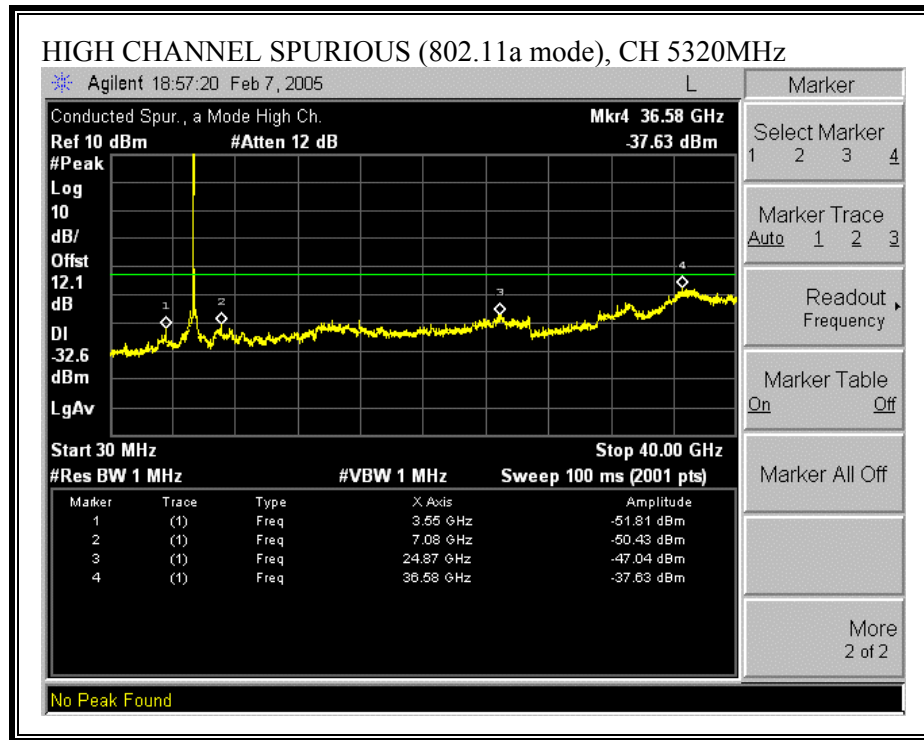 HIGH CHANNEL SPURIOUS (802.11a mode), CH 5320MHz
Agilent 18:57:20 Feb 7, 2005 L
Conducted Spur., a Mode High Ch. Mkr4 36.58 GHz
Ref 10 dBm #Atten 12 dB -37.63 dBm
#Peak
Log
10
dB/
Offst
12.1
dB
DI
-32.6
dBm
LgAv
1
2
3
4
Start 30 MHz Stop 40.00 GHz
#Res BW 1 MHz #VBW 1 MHz Sweep 100 ms (2001 pts)
Marker Trace Type X Axis Amplitude
1 (1) Freq 3.55 GHz -51.81 dBm
2 (1) Freq 7.08 GHz -50.43 dBm
3 (1) Freq 24.87 GHz -47.04 dBm
4 (1) Freq 36.58 GHz -37.63 dBm
No Peak Found
Marker
Select Marker
1 2 3 4
Marker Trace
Auto 1 2 3
Readout
Frequency
Marker Table
On Off
Marker All Off
More
2 of 2